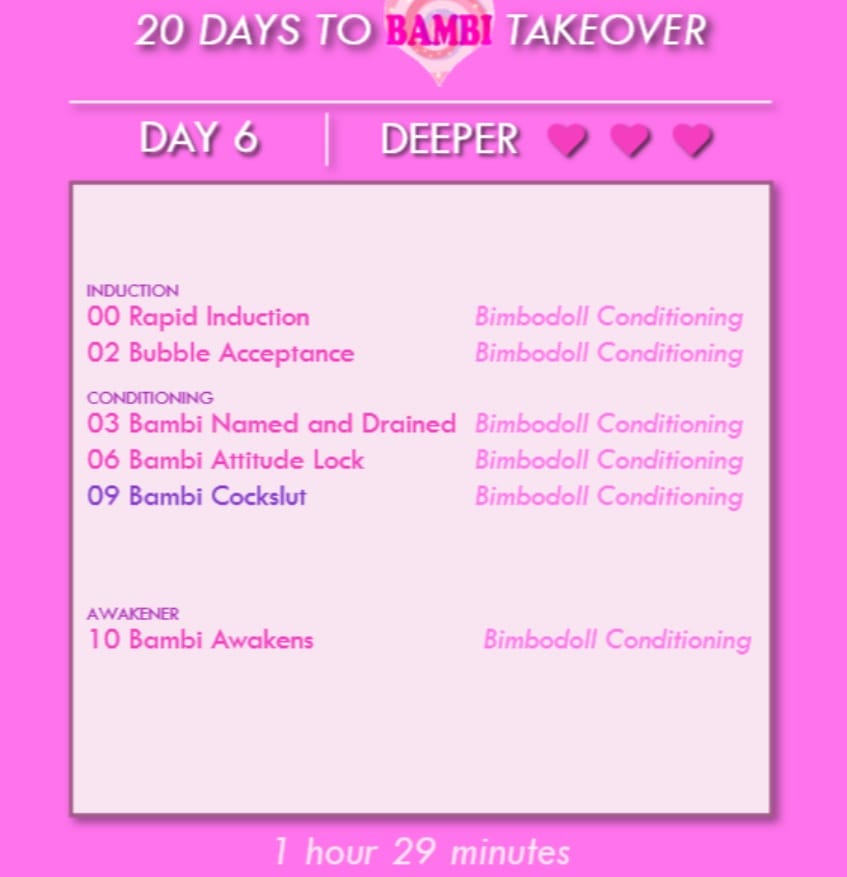 20 DAYS TO BAMBI TAKEOVER
DAY 6 | DEEPER
INDUCTION
00 Rapid Induction Bimbodoll Conditioning
02 Bubble Acceptance Bimbodoll Conditioning
CONDITIONING
03 Bambi Named and Drained Bimbodoll Conditioning
06 Bambi Attitude Lock Bimbodoll Conditioning
09 Bambi Cockslut Bimbodoll Conditioning
AWAKENER
10 Bambi Awakens Bimbodoll Conditioning
1 hour 29 minutes